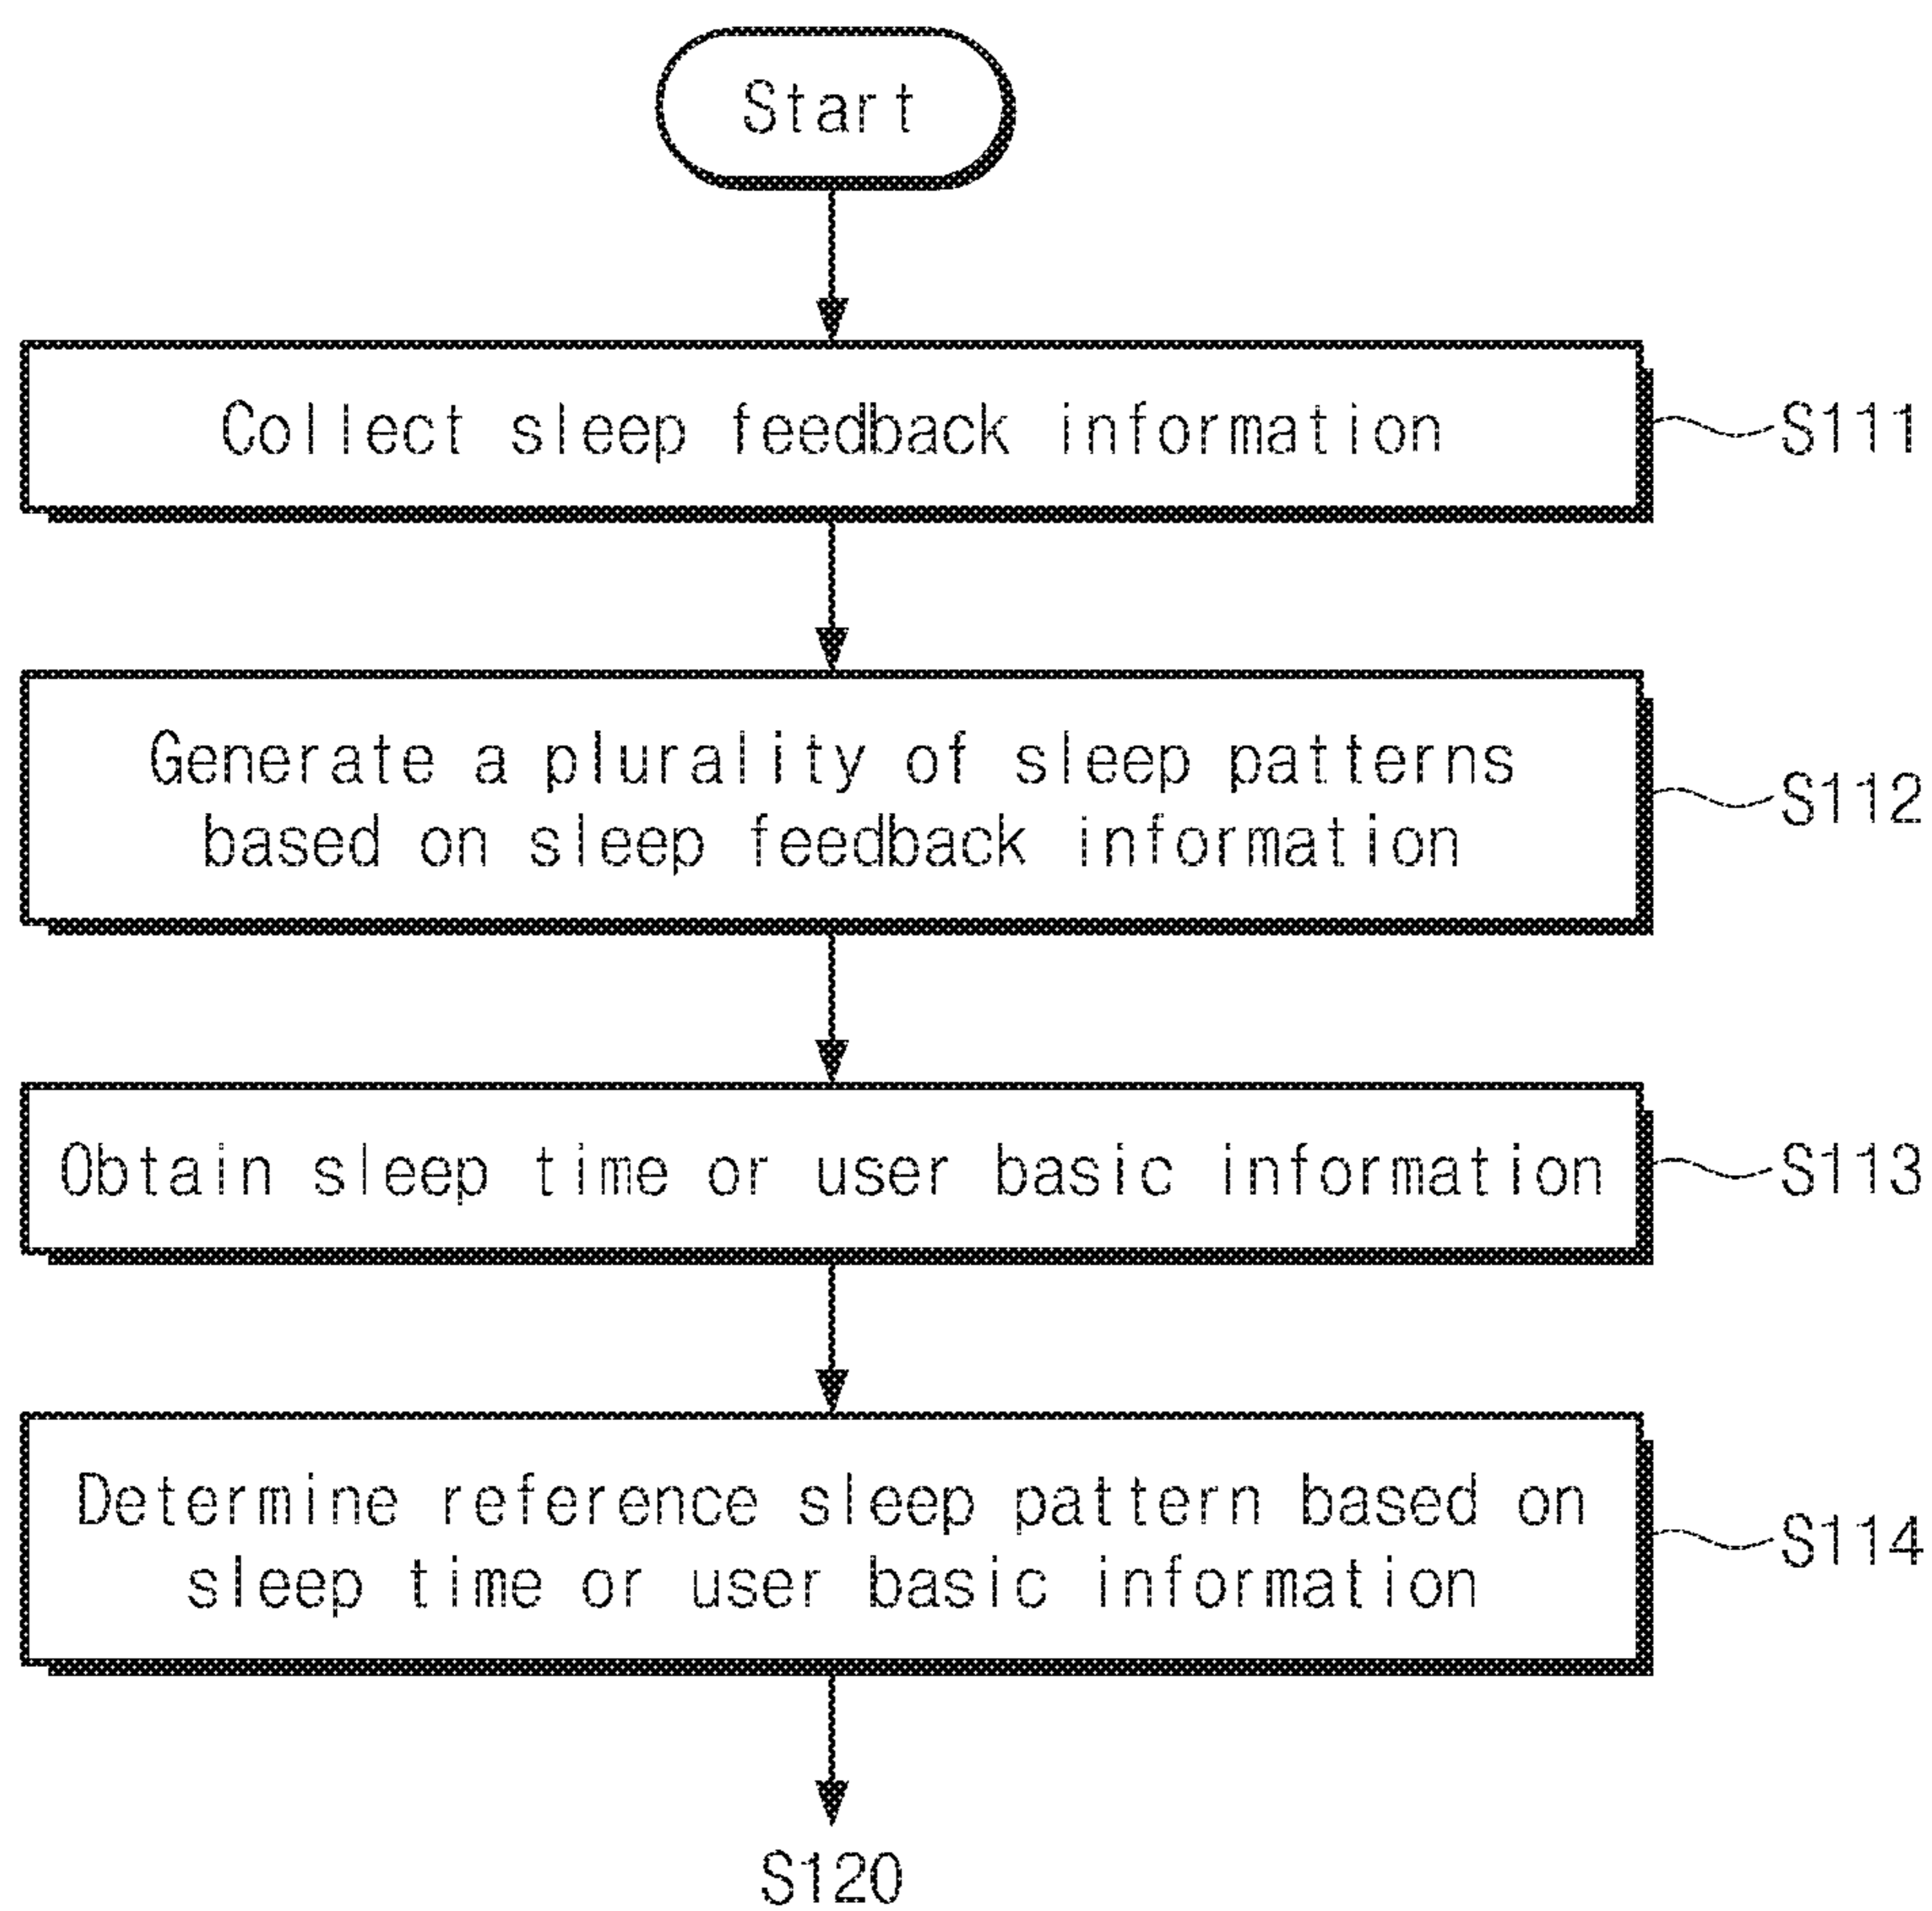 Start
Collect sleep feedback information
S111
Generate a plurality of sleep patterns
based on sleep feedback information
S112
Obtain sleep time or user basic information
S113
Determine reference sleep pattern based on
sleep time or user basic information
S114
S120